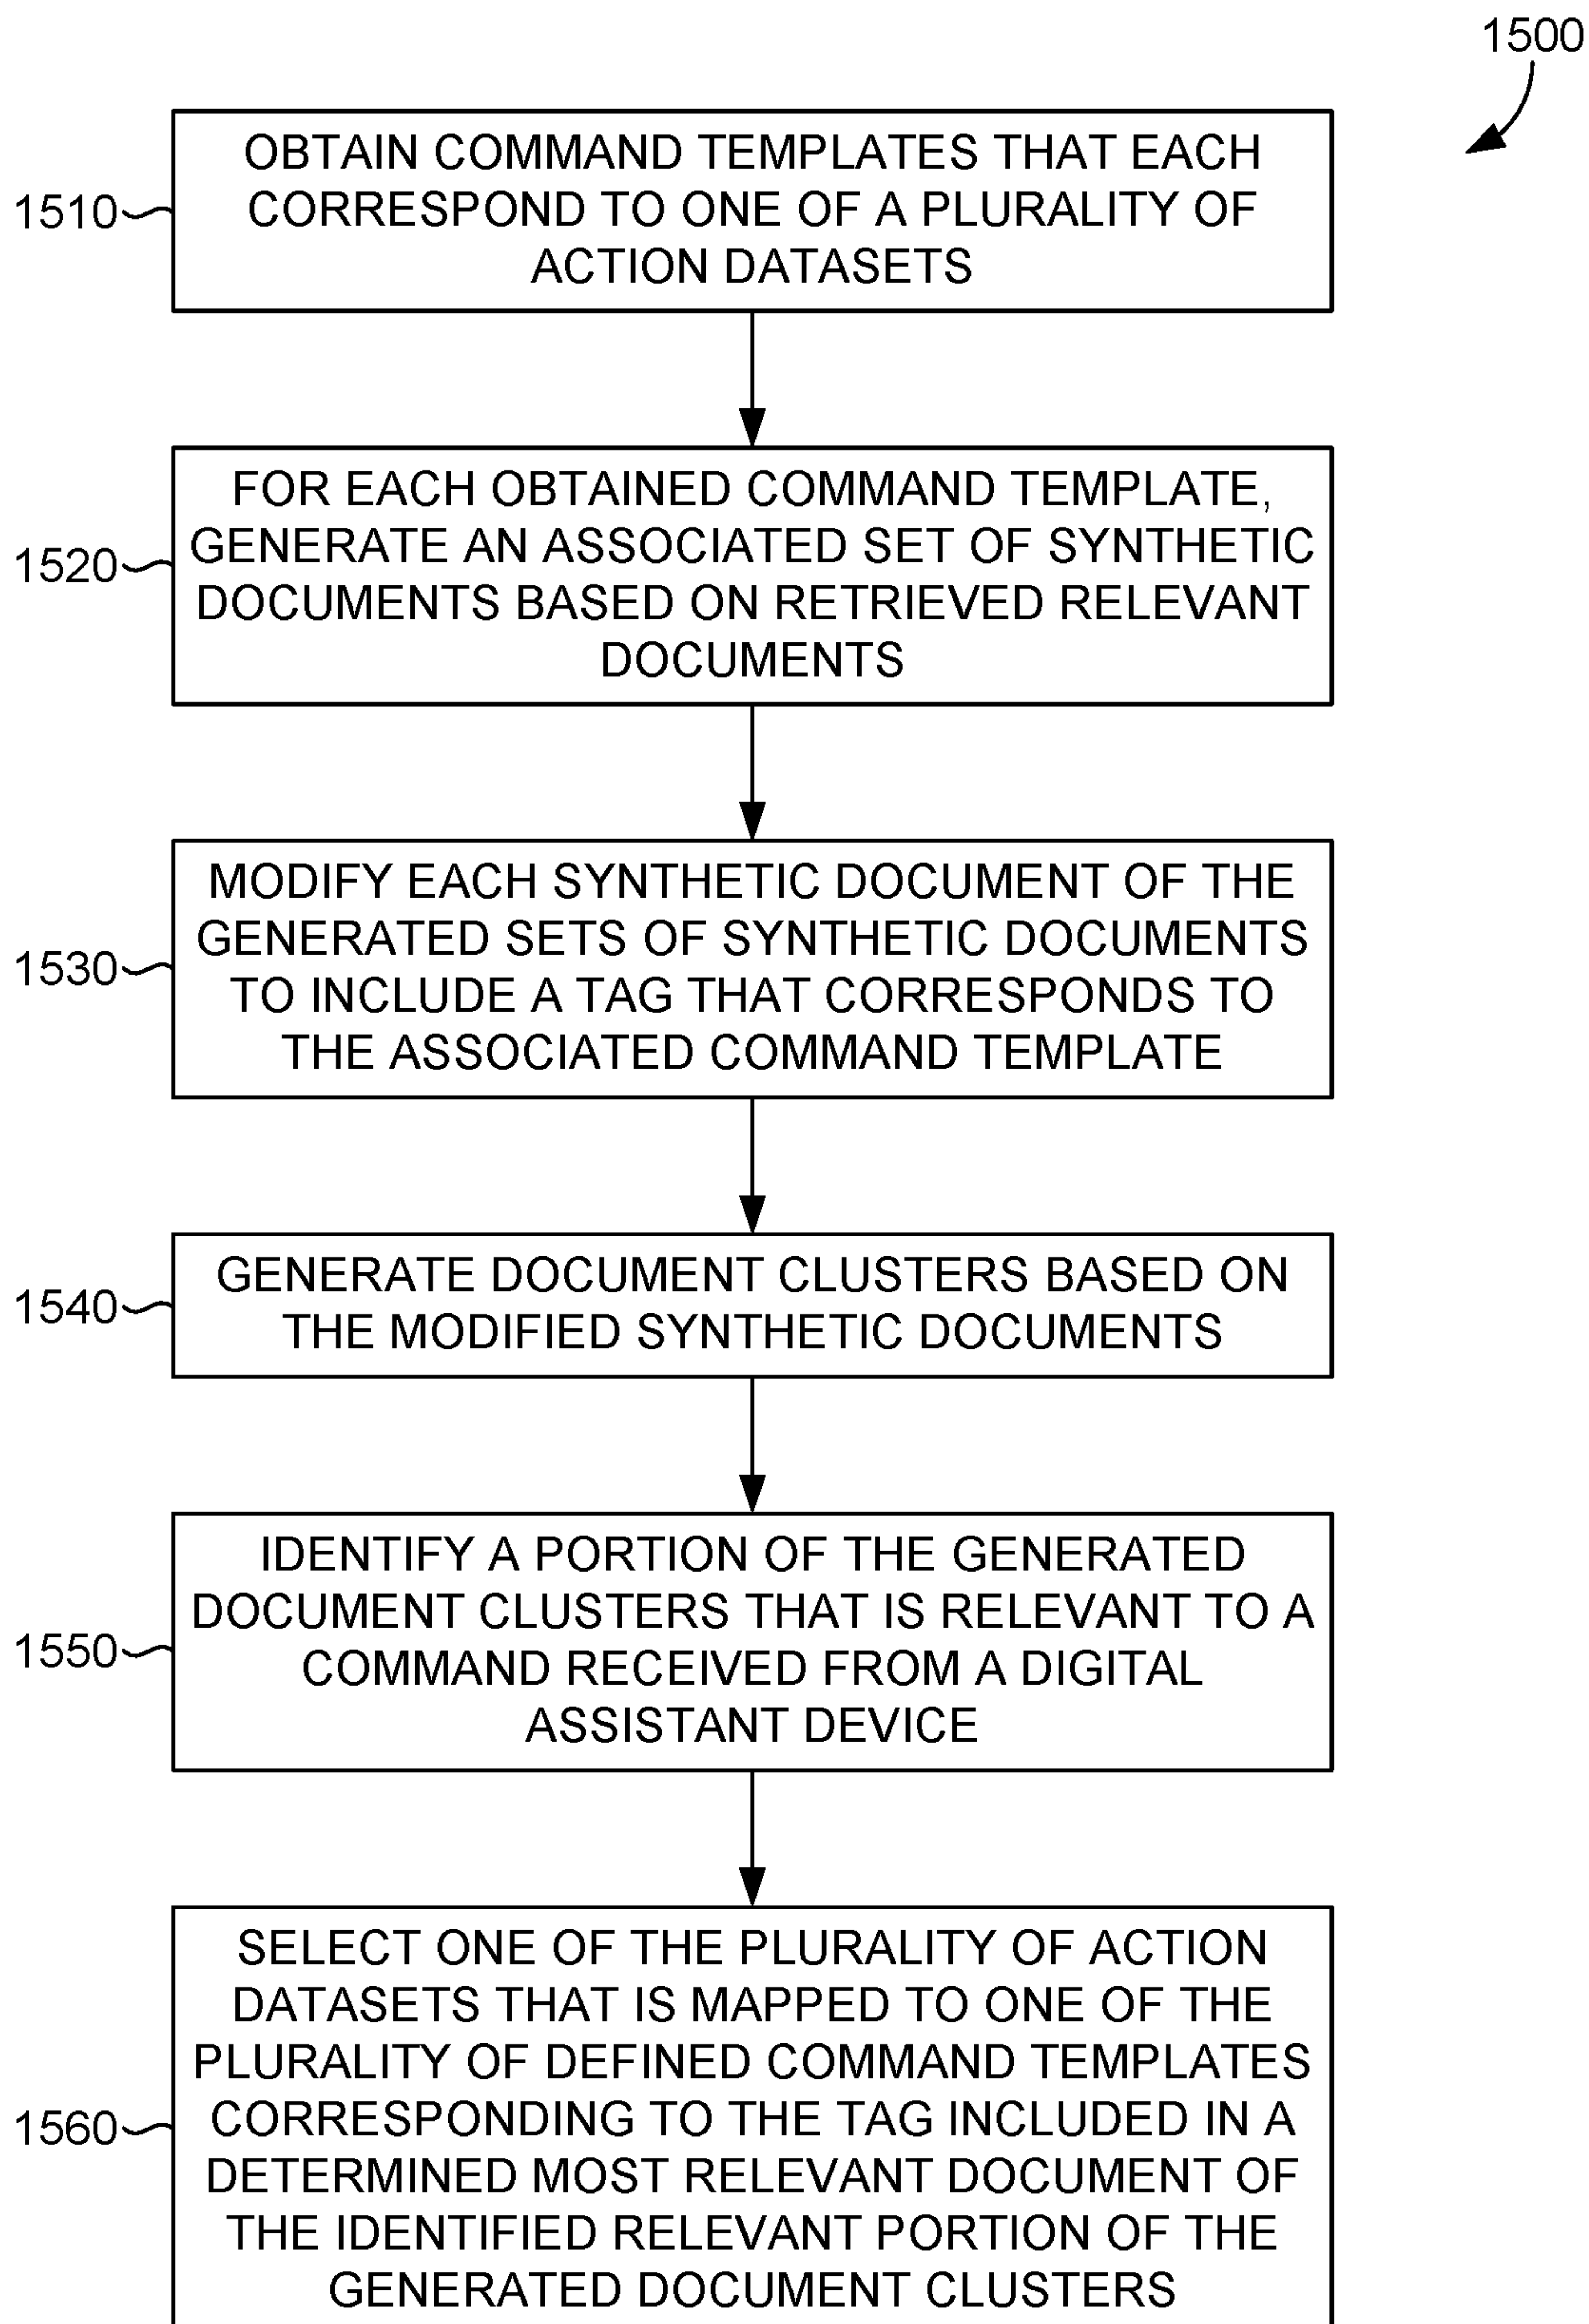 1500
1510
OBTAIN COMMAND TEMPLATES THAT EACH
CORRESPOND TO ONE OF A PLURALITY OF
ACTION DATASETS
1520
FOR EACH OBTAINED COMMAND TEMPLATE,
GENERATE AN ASSOCIATED SET OF SYNTHETIC
DOCUMENTS BASED ON RETRIEVED RELEVANT
DOCUMENTS
1530
MODIFY EACH SYNTHETIC DOCUMENT OF THE
GENERATED SETS OF SYNTHETIC DOCUMENTS
TO INCLUDE A TAG THAT CORRESPONDS TO
THE ASSOCIATED COMMAND TEMPLATE
1540
GENERATE DOCUMENT CLUSTERS BASED ON
THE MODIFIED SYNTHETIC DOCUMENTS
1550
IDENTIFY A PORTION OF THE GENERATED
DOCUMENT CLUSTERS THAT IS RELEVANT TO A
COMMAND RECEIVED FROM A DIGITAL
ASSISTANT DEVICE
1560
SELECT ONE OF THE PLURALITY OF ACTION
DATASETS THAT IS MAPPED TO ONE OF THE
PLURALITY OF DEFINED COMMAND TEMPLATES
CORRESPONDING TO THE TAG INCLUDED IN A
DETERMINED MOST RELEVANT DOCUMENT OF
THE IDENTIFIED RELEVANT PORTION OF THE
GENERATED DOCUMENT CLUSTERS